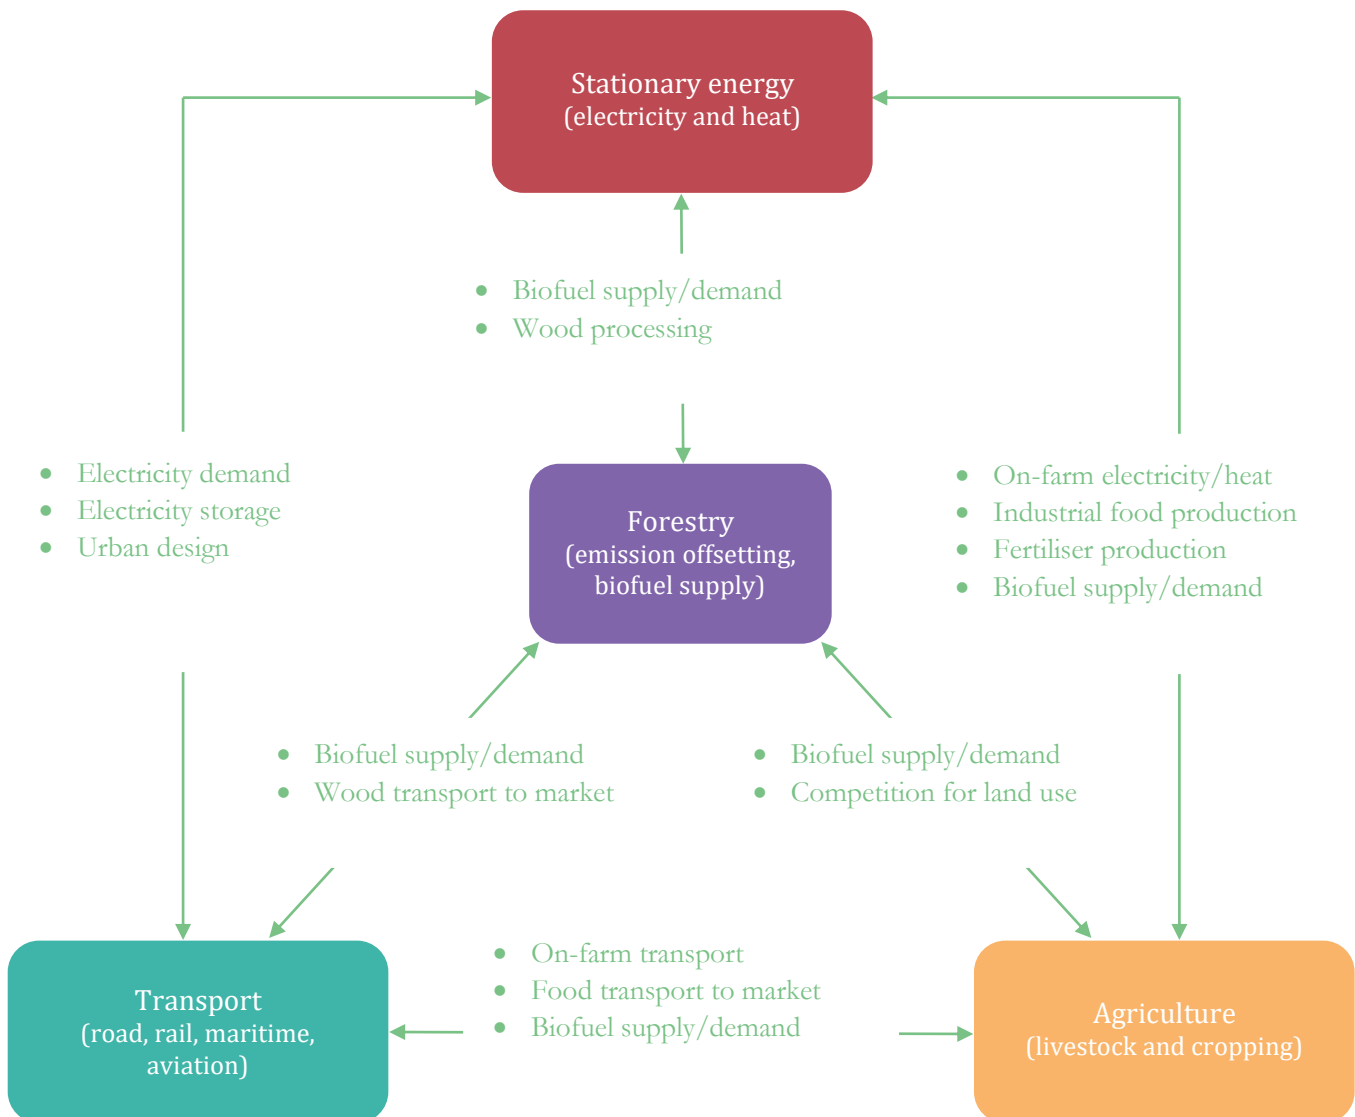 Stationary energy
(electricity and heat)
• Biofuel supply/demand
• Wood processing
• Electricity demand
• Electricity storage
• Urban design
Forestry
(emission offsetting,
biofuel supply)
• On-farm electricity/heat
• Industrial food production
• Fertiliser production
• Biofuel supply/demand
• Biofuel supply/demand
• Wood transport to market
• Biofuel supply/demand
• Competition for land use
Transport
(road, rail, maritime,
aviation)
• On-farm transport
• Food transport to market
• Biofuel supply/demand
Agriculture
(livestock and cropping)